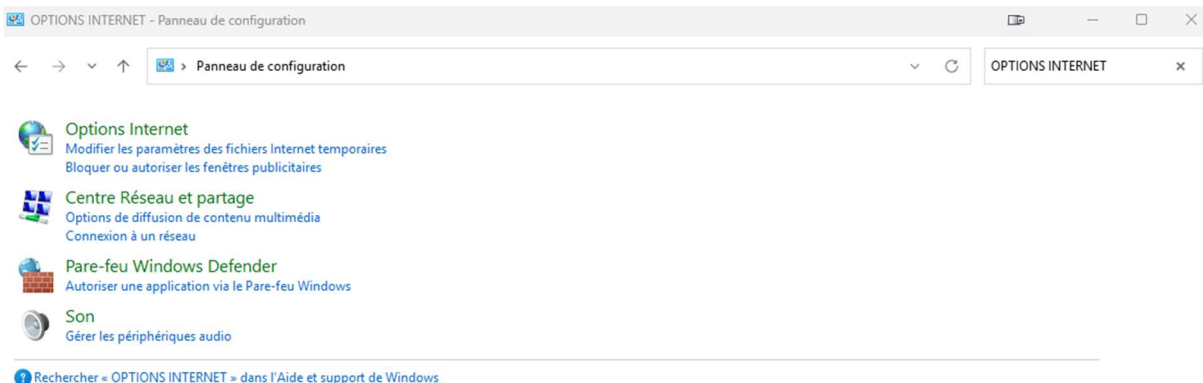 OPTIONS INTERNET - Panneau de configuration
Panneau de configuration
OPTIONS INTERNET
Options Internet
Modifier les paramètres des fichiers Internet temporaires
Bloquer ou autoriser les fenêtres publicitaires
Centre Réseau et partage
Options de diffusion de contenu multimédia
Connexion à un réseau
Pare-feu Windows Defender
Autoriser une application via le Pare-feu Windows
Son
Gérer les périphériques audio
Rechercher « OPTIONS INTERNET » dans l'Aide et support de Windows